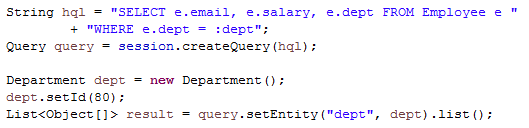 String hql = "SELECT e.email, e.salary, e.dept FROM Employee e "
+ "WHERE e.dept = :dept";
Query query = session.createQuery(hql);
Department dept = new Department();
dept.setId(80);
List<Object[]> result = query.setEntity("dept", dept).list();